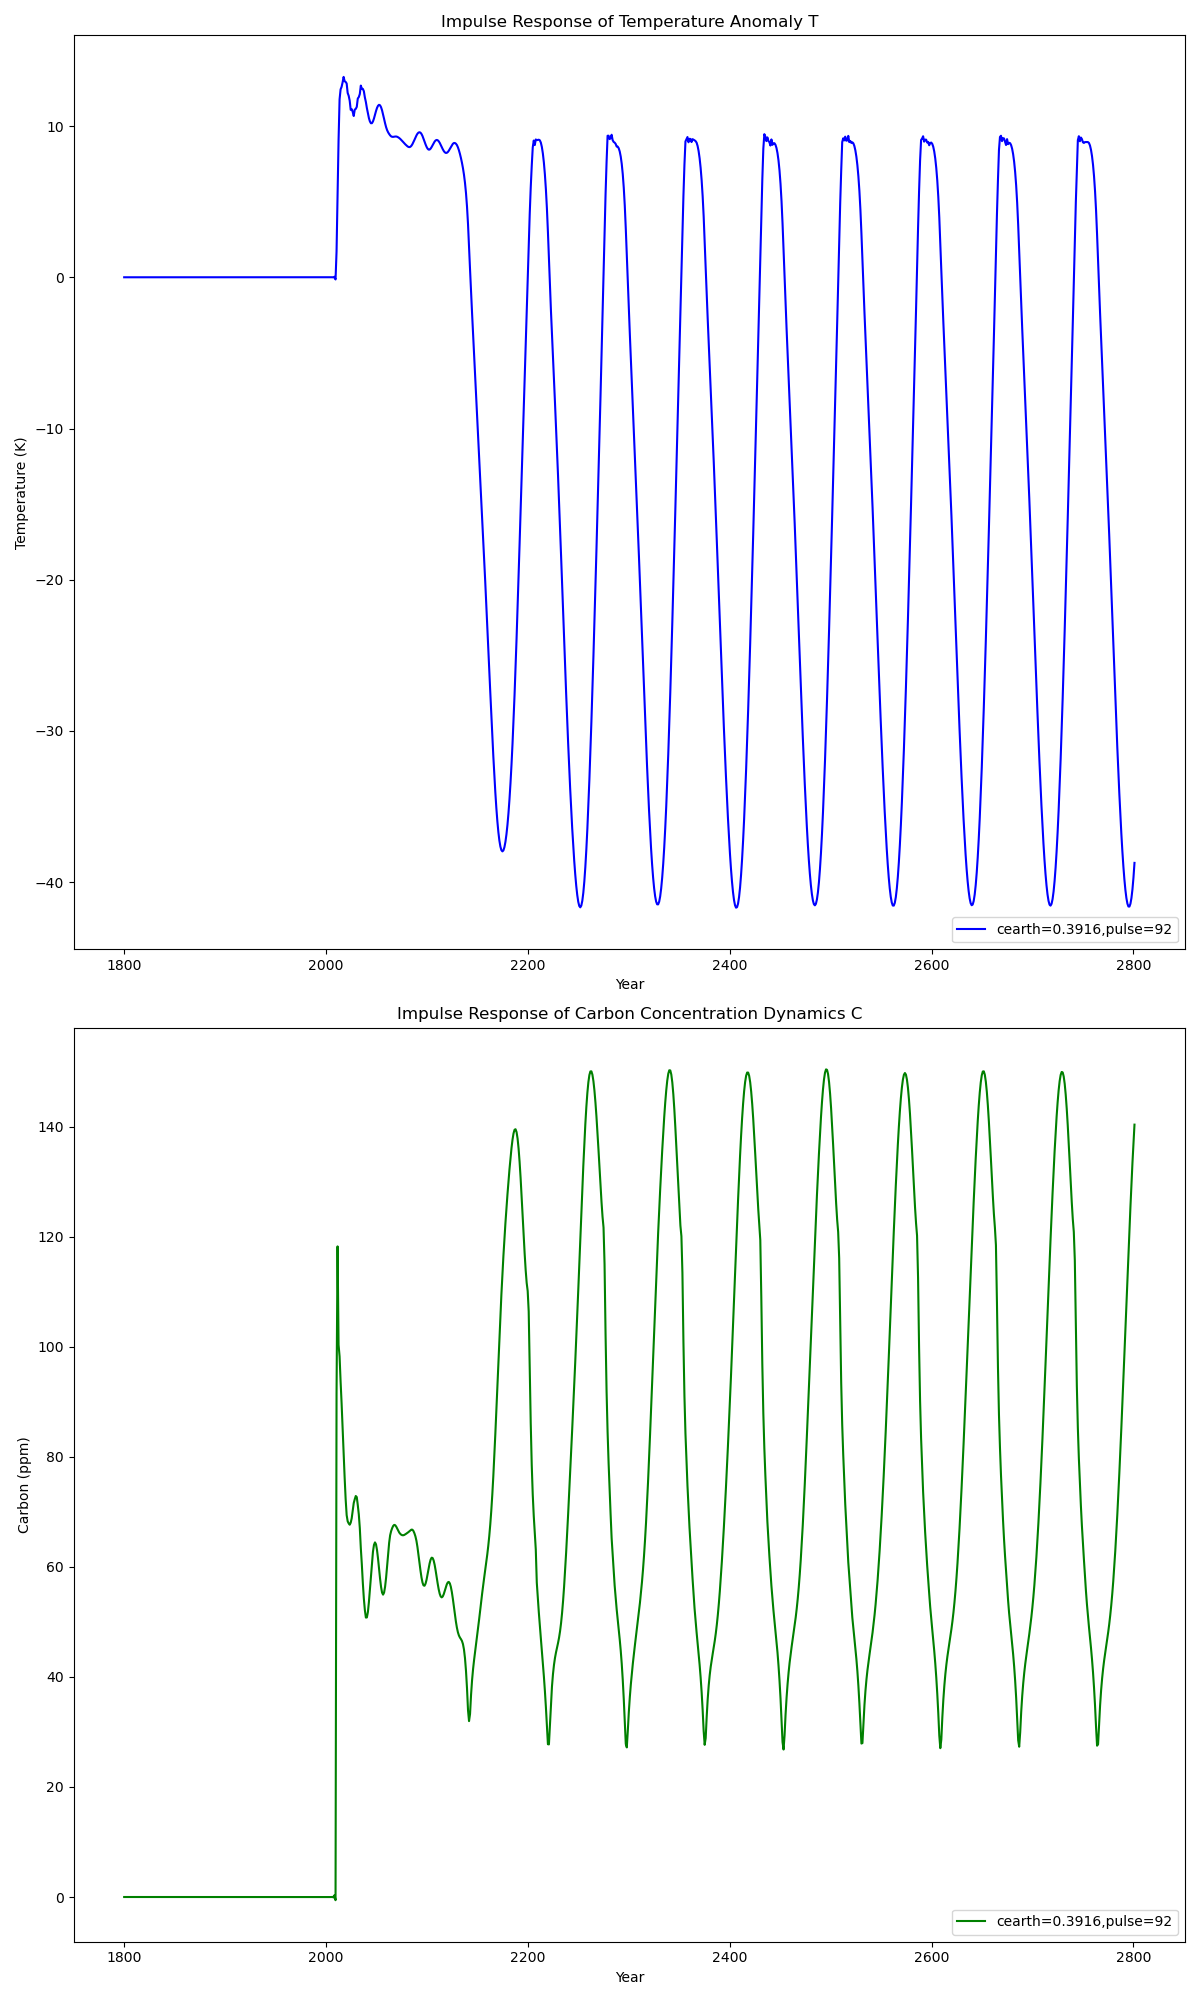 Impulse Response of Temperature Anomaly T
Temperature (K)
10
0
−10
−20
−30
−40
cearth=0.3916,pulse=92
1800 2000 2200 2400 2600 2800
Year
Impulse Response of Carbon Concentration Dynamics C
Carbon (ppm)
140
120
100
80
60
40
20
0
cearth=0.3916,pulse=92
1800 2000 2200 2400 2600 2800
Year